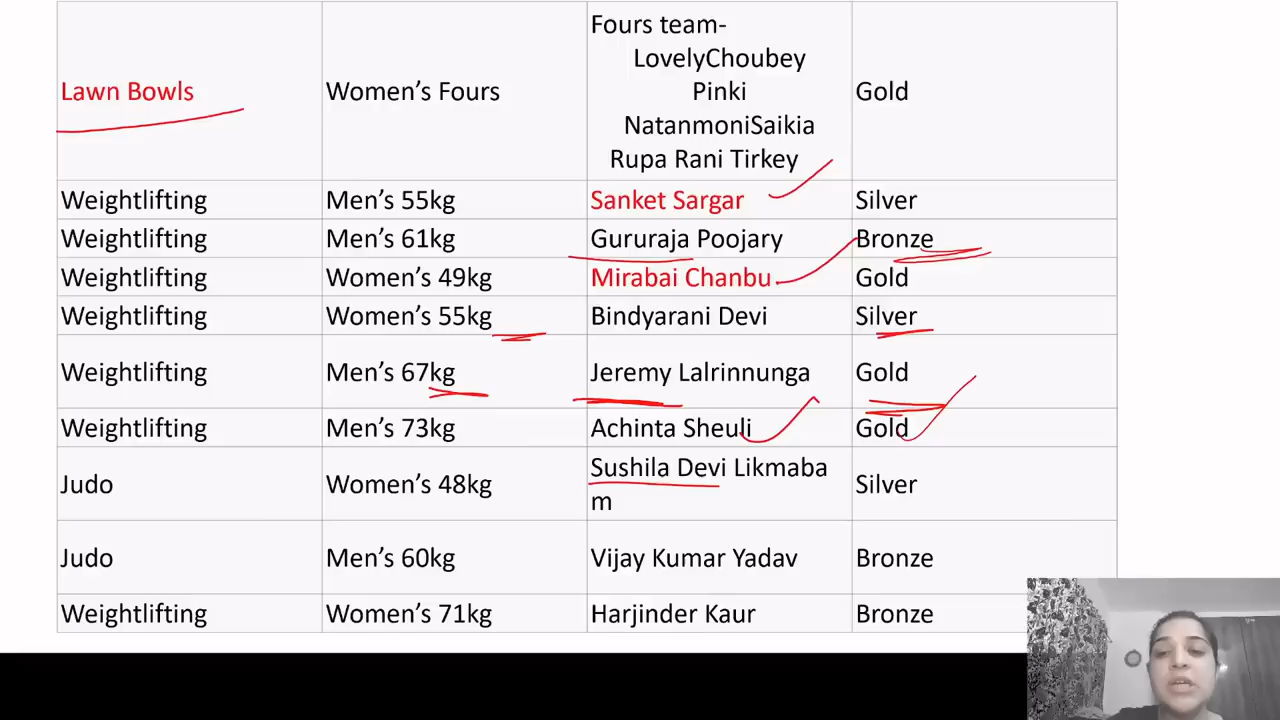 Fours team-
LovelyChoubey
Lawn Bowls Women's Fours Pinki Gold
NatanmoniSaikia
Rupa Rani Tirkey
Weightlifting Men's 55kg Sanket Sargar Silver
Weightlifting Men's 61kg Gururaja Poojary Bronze
Weightlifting Women's 49kg Mirabai Chanbu Gold
Weightlifting Women's 55kg Bindyarani Devi Silver
Weightlifting Men's 67kg Jeremy Lalrinnunga Gold
Weightlifting Men's 73kg Achinta Sheuli Gold
Sushila Devi Likmaba
Judo Women's 48kg Silver
m
Judo Men's 60kg Vijay Kumar Yadav Bronze
Weightlifting Women's 71kg Harjinder Kaur Bronze